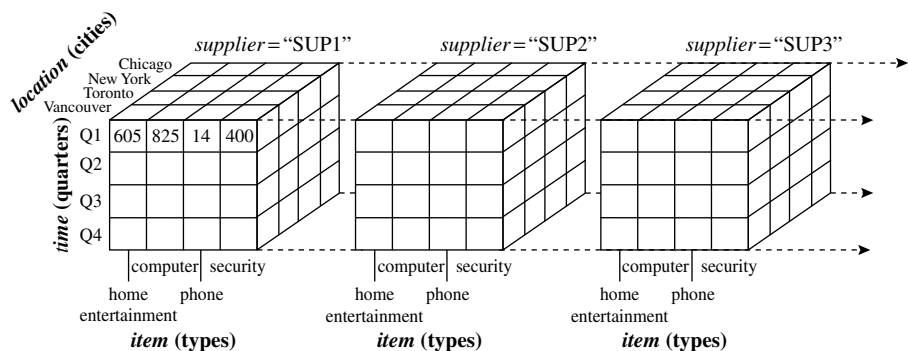 supplier = “SUP1” supplier = “SUP2” supplier = “SUP3”
location (cities)
Chicago
New York
Toronto
Vancouver
time (quarters)
Q1 605 825 14 400
Q2
Q3
Q4
computer security computer security computer security
home phone home phone home phone
entertainment entertainment entertainment
item (types) item (types) item (types)